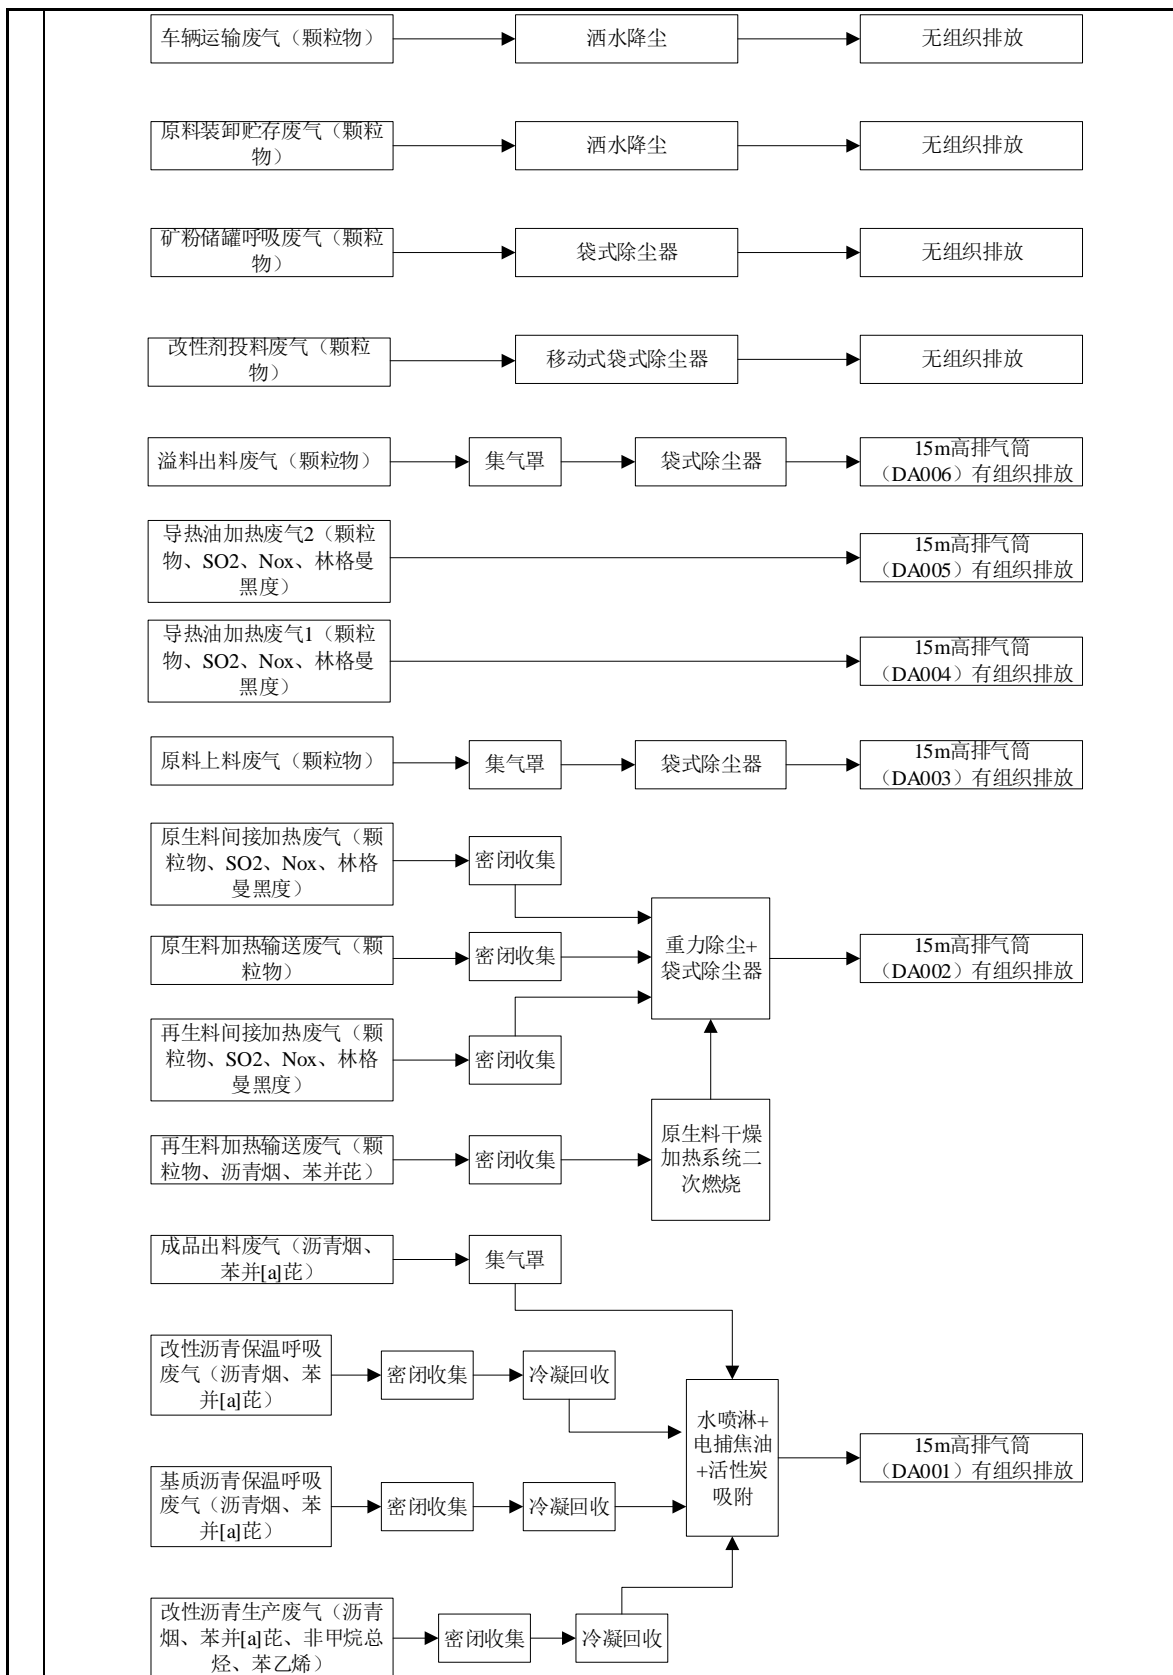 车辆运输废气（颗粒物）
洒水降尘
无组织排放
原料装卸贮存废气（颗粒
物）
洒水降尘
无组织排放
矿粉储罐呼吸废气（颗粒
物）
袋式除尘器
无组织排放
改性剂投料废气（颗粒
物）
移动式袋式除尘器
无组织排放
溢料出料废气（颗粒物）
集气罩
袋式除尘器
15m高排气筒
（DA006）有组织排放
导热油加热废气2（颗粒
物、SO2、Nox、林格曼
黑度）
15m高排气筒
（DA005）有组织排放
导热油加热废气1（颗粒
物、SO2、Nox、林格曼
黑度）
15m高排气筒
（DA004）有组织排放
原料上料废气（颗粒物）
集气罩
袋式除尘器
15m高排气筒
（DA003）有组织排放
原生料间接加热废气（颗
粒物、SO2、Nox、林格
曼黑度）
密闭收集
原生料加热输送废气（颗
粒物）
密闭收集
重力除尘+
袋式除尘器
15m高排气筒
（DA002）有组织排放
再生料间接加热废气（颗
粒物、SO2、Nox、林格
曼黑度）
密闭收集
再生料加热输送废气（颗
粒物、沥青烟、苯并芘）
密闭收集
原生料干燥
加热系统二
次燃烧
成品出料废气（沥青烟、
苯并[a]芘）
集气罩
改性沥青保温呼吸
废气（沥青烟、苯
并[a]芘）
密闭收集
冷凝回收
水喷淋+
电捕焦油
+活性炭
吸附
15m高排气筒
（DA001）有组织排放
基质沥青保温呼吸
废气（沥青烟、苯
并[a]芘）
密闭收集
冷凝回收
改性沥青生产废气（沥青
烟、苯并[a]芘、非甲烷总
烃、苯乙烯）
密闭收集
冷凝回收